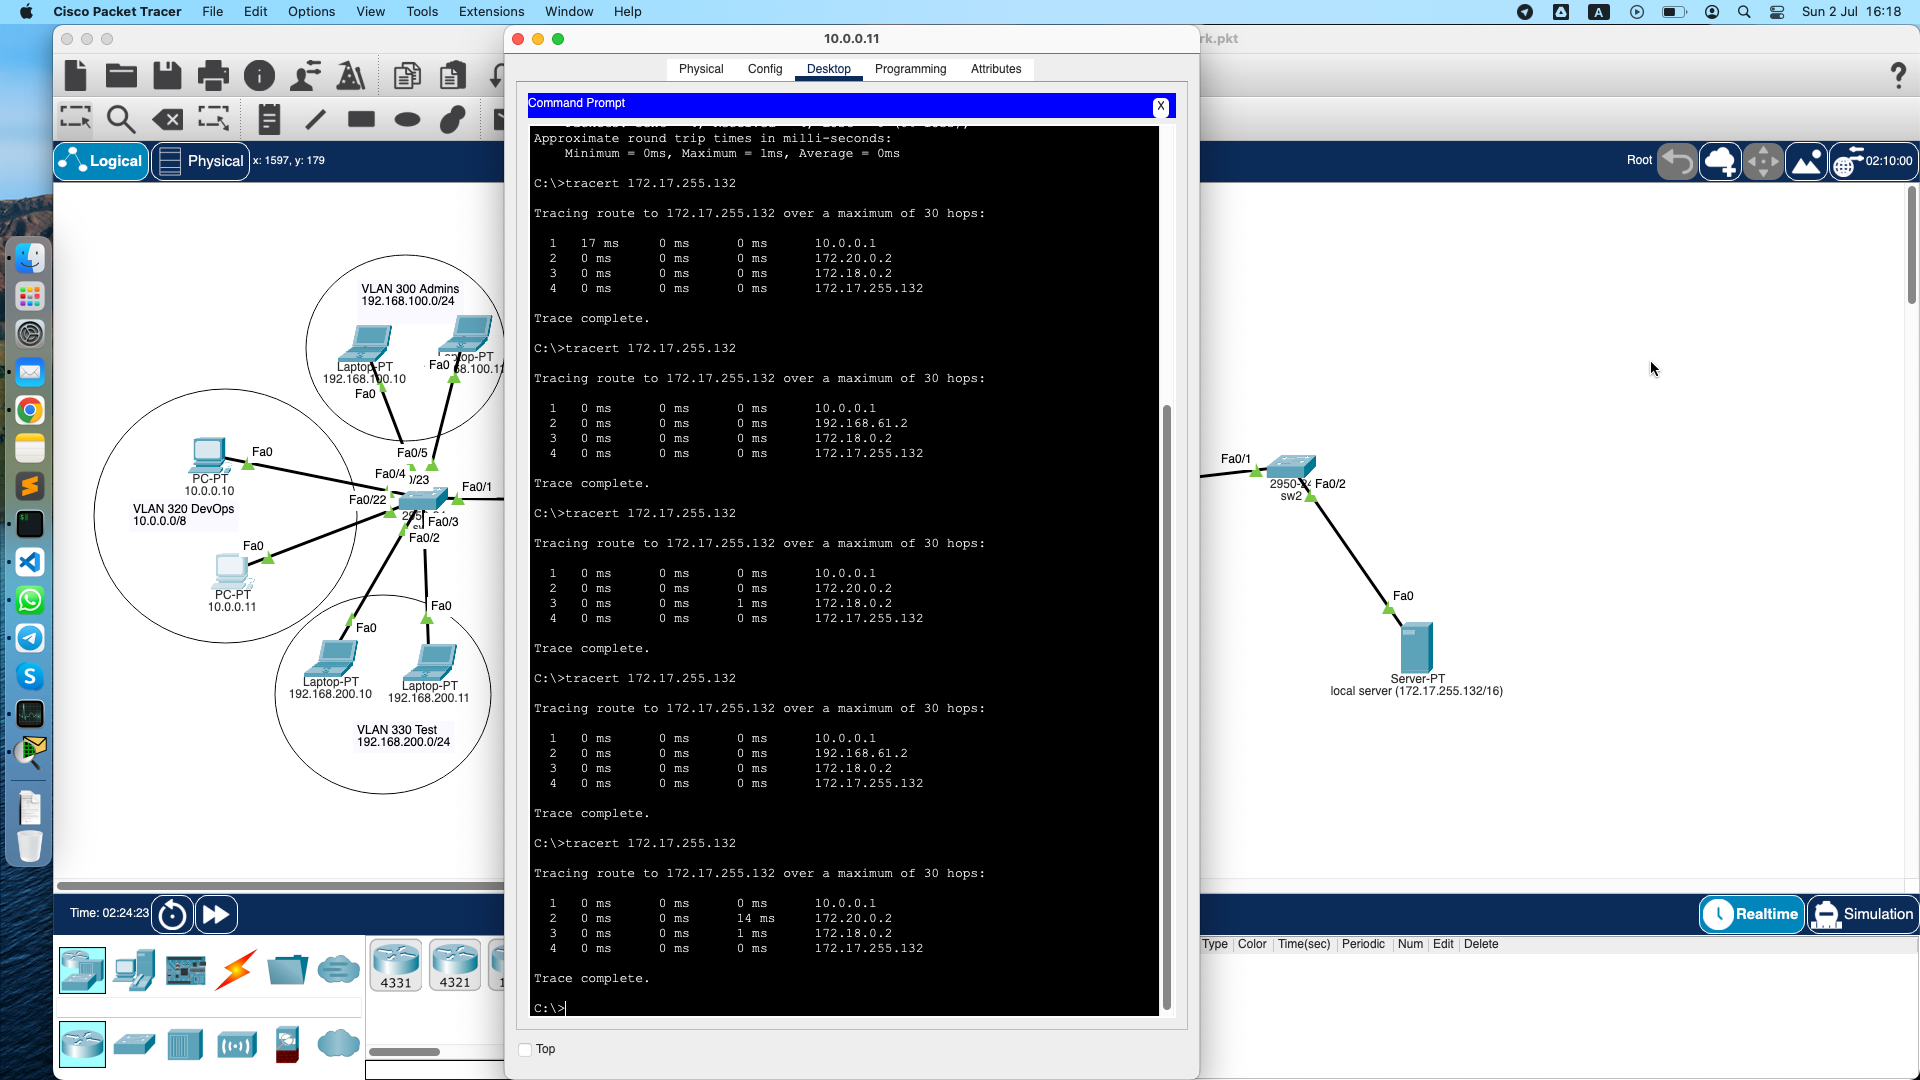 Cisco Packet Tracer File Edit Options View Tools Extensions Window Help
A
Sun 2 Jul 16:18
10.0.0.11
rk.pkt
Physical Config Desktop Programming Attributes
Command Prompt
X
Logical
Physical
x: 1597, y: 179
Root
02:10:00
Approximate round trip times in milli-seconds:
Minimum = 0ms, Maximum = 1ms, Average = 0ms
C:\>tracert 172.17.255.132
Tracing route to 172.17.255.132 over a maximum of 30 hops:
1 17 ms 0 ms 0 ms 10.0.0.1
2 0 ms 0 ms 0 ms 172.20.0.2
3 0 ms 0 ms 0 ms 172.18.0.2
4 0 ms 0 ms 0 ms 172.17.255.132
Trace complete.
C:\>tracert 172.17.255.132
Tracing route to 172.17.255.132 over a maximum of 30 hops:
1 0 ms 0 ms 0 ms 10.0.0.1
2 0 ms 0 ms 0 ms 192.168.61.2
3 0 ms 0 ms 0 ms 172.18.0.2
4 0 ms 0 ms 0 ms 172.17.255.132
Trace complete.
C:\>tracert 172.17.255.132
Tracing route to 172.17.255.132 over a maximum of 30 hops:
1 0 ms 0 ms 0 ms 10.0.0.1
2 0 ms 0 ms 0 ms 172.20.0.2
3 0 ms 0 ms 1 ms 172.18.0.2
4 0 ms 0 ms 0 ms 172.17.255.132
Trace complete.
C:\>tracert 172.17.255.132
Tracing route to 172.17.255.132 over a maximum of 30 hops:
1 0 ms 0 ms 0 ms 10.0.0.1
2 0 ms 0 ms 0 ms 192.168.61.2
3 0 ms 0 ms 0 ms 172.18.0.2
4 0 ms 0 ms 0 ms 172.17.255.132
Trace complete.
C:\>tracert 172.17.255.132
Tracing route to 172.17.255.132 over a maximum of 30 hops:
1 0 ms 0 ms 0 ms 10.0.0.1
2 0 ms 0 ms 14 ms 172.20.0.2
3 0 ms 0 ms 1 ms 172.18.0.2
4 0 ms 0 ms 0 ms 172.17.255.132
Trace complete.
C:\>
Top
VLAN 300 Admins
192.168.100.0/24
Laptop-PT
192.168.100.10
Fa0
Fa0
Fa0/5
Fa0/4
Fa0/22
Fa0/1
Fa0/3
Fa0/2
Fa0
PC-PT
10.0.0.10
VLAN 320 DevOps
10.0.0.0/8
Fa0
PC-PT
10.0.0.11
Fa0
Fa0
Laptop-PT
192.168.200.10
Laptop-PT
192.168.200.11
VLAN 330 Test
192.168.200.0/24
Fa0/1
sw2
Fa0/2
Fa0
Server-PT
local server (172.17.255.132/16)
Time: 02:24:23
Realtime
Simulation
4331
4321
Type Color Time(sec) Periodic Num Edit Delete